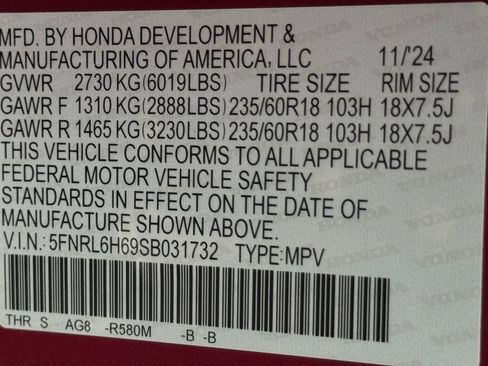 MFD. BY HONDA DEVELOPMENT &
MANUFACTURING OF AMERICA, LLC 11/'24
GVWR 2730 KG(6019LBS) TIRE SIZE RIM SIZE
GAWR F 1310 KG(2888LBS) 235/60R18 103H 18X7.5J
GAWR R 1465 KG(3230LBS) 235/60R18 103H 18X7.5J
THIS VEHICLE CONFORMS TO ALL APPLICABLE
FEDERAL MOTOR VEHICLE SAFETY
STANDARDS IN EFFECT ON THE DATE OF
MANUFACTURE SHOWN ABOVE.
V.I.N.: 5FNRL6H69SB031732 TYPE: MPV
THR S AG8 -R580M -B -B